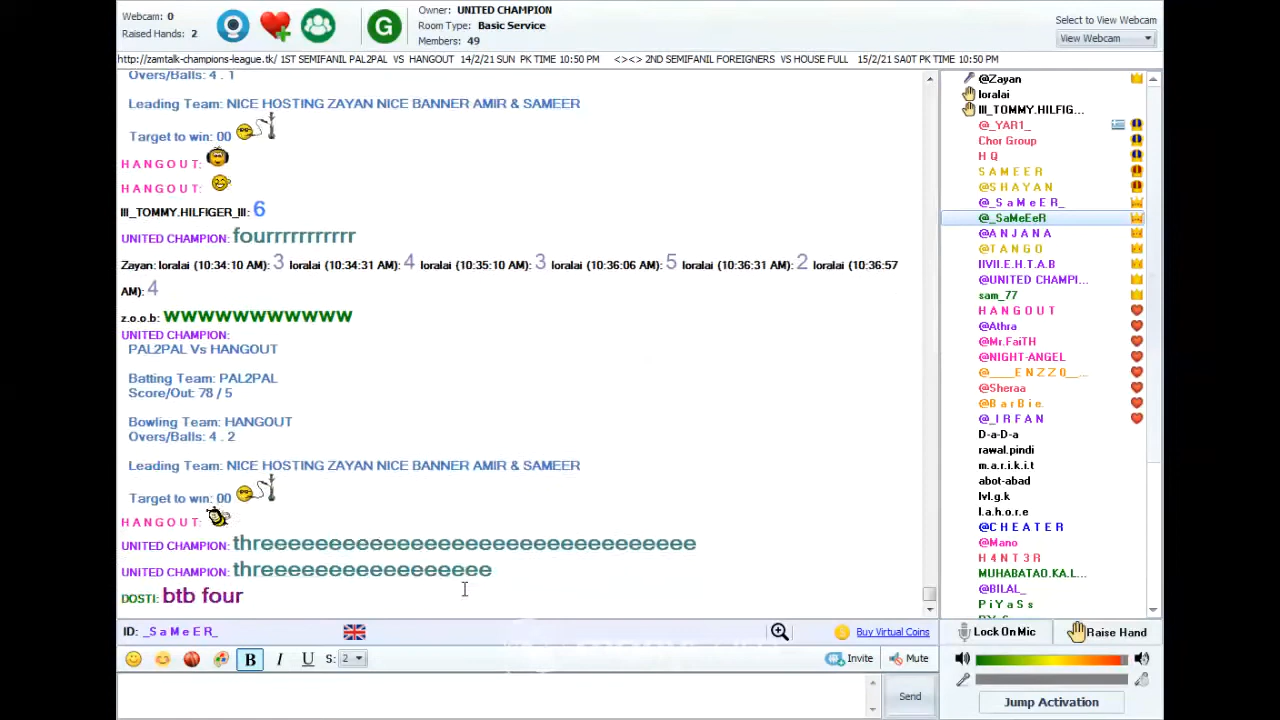 Webcam: 0
Raised Hands: 2
G
Owner: UNITED CHAMPION
Room Type: Basic Service
Members: 49
Select to View Webcam
View Webcam
http://zamtalk-champions-league.tk/ 1ST SEMIFANIL PAL2PAL VS HANGOUT 14/2/21 SUN PK TIME 10:50 PM <><> 2ND SEMIFANIL FOREIGNERS VS HOUSE FULL 15/2/21 SA0T PK TIME 10:50 PM
Overs/Balls: 4 . 1
Leading Team: NICE HOSTING ZAYAN NICE BANNER AMIR & SAMEER
Target to win: 00
H A N G O U T:
H A N G O U T:
III_TOMMY.HILFIGER_III: 6
UNITED CHAMPION: fourrrrrrrrrrr
Zayan: loralai (10:34:10 AM): 3 loralai (10:34:31 AM): 4 loralai (10:35:10 AM): 3 loralai (10:36:06 AM): 5 loralai (10:36:31 AM): 2 loralai (10:36:57
AM): 4
z.o.o.b: wwwwwwwwwww
UNITED CHAMPION:
PAL2PAL Vs HANGOUT
Batting Team: PAL2PAL
Score/Out: 78 / 5
Bowling Team: HANGOUT
Overs/Balls: 4 . 2
Leading Team: NICE HOSTING ZAYAN NICE BANNER AMIR & SAMEER
Target to win: 00
H A N G O U T:
UNITED CHAMPION: threeeeeeeeeeeeeeeeeeeeeeeeeeeeeeee
UNITED CHAMPION: threeeeeeeeeeeeeeeee
DOSTI: btb four
@Zayan
loralai
III_TOMMY.HILFIG...
@_YAR1_
Chor Group
H Q
S A M E E R
@S H A Y A N
@_S a M e E R_
@_SaMeEeR
@A N J A N A
@T A N G O
IIVII.E.H.T.A.B
@UNITED CHAMPI...
sam_77
H A N G O U T
@Athra
@Mr.FaiTH
@NIGHT-ANGEL
@____E N Z Z O__...
@Sheraa
@B a r B i e.
@_I R F A N
D-a-D-a
rawal.pindi
m.a.r.i.k.i.t
abot-abad
lvl.g.k
l.a.h.o.r.e
@C H E A T E R
@Mano
H 4 N T 3 R
MUHABATAO.KA.L...
@BILAL_
P i Y a S s
ID: _S a M e E R_
Buy Virtual Coins
Lock On Mic
Raise Hand
B
I
U
S: 2
Invite
Mute
Send
Jump Activation